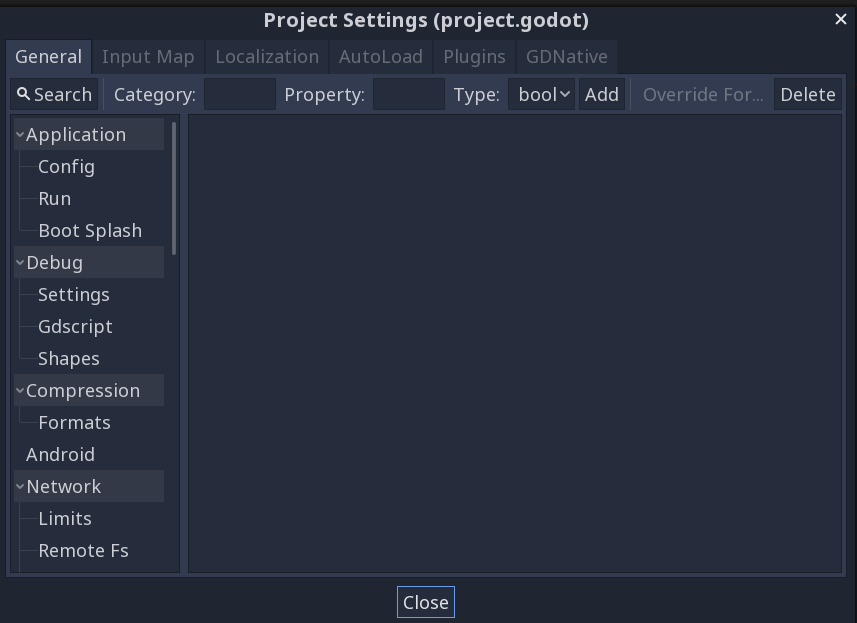 Project Settings (project.godot)
General Input Map Localization AutoLoad Plugins GDNative
Search Category: Property: Type: bool Add Override For... Delete
Application
Config
Run
Boot Splash
Debug
Settings
Gdscript
Shapes
Compression
Formats
Android
Network
Limits
Remote Fs
Close